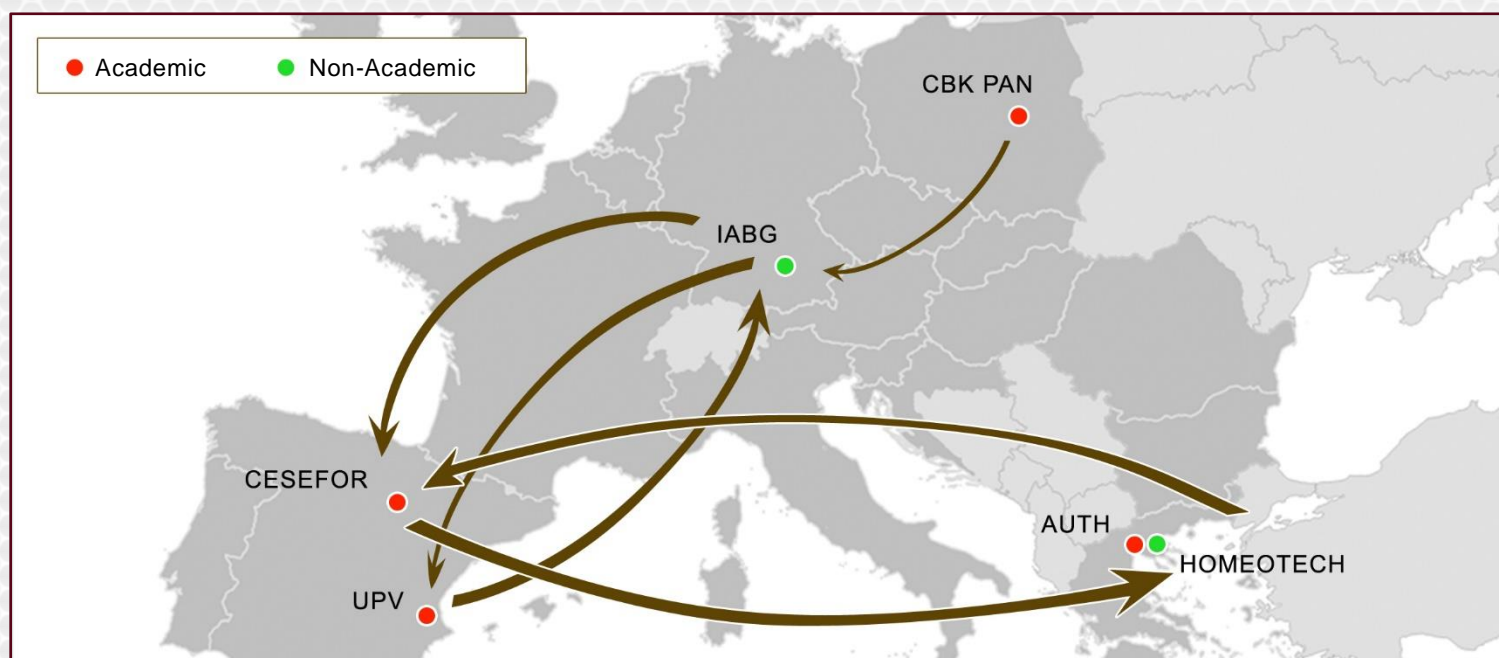 Academic
Non-Academic
CBK PAN
IABG
CESEFOR
AUTH
HOMEOTECH
UPV